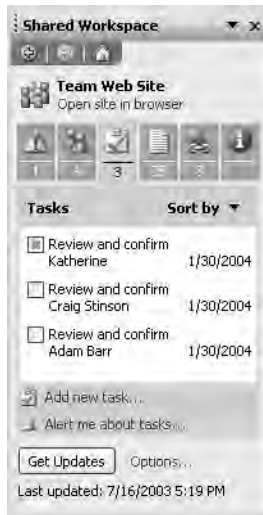 Shared Workspace
Team Web Site
Open site in browser
3
Tasks Sort by
Review and confirm
Katherine 1/30/2004
Review and confirm
Craig Stinson 1/30/2004
Review and confirm
Adam Barr 1/30/2004
Add new task...
Alert me about tasks...
Get Updates Options...
Last updated: 7/16/2003 5:19 PM